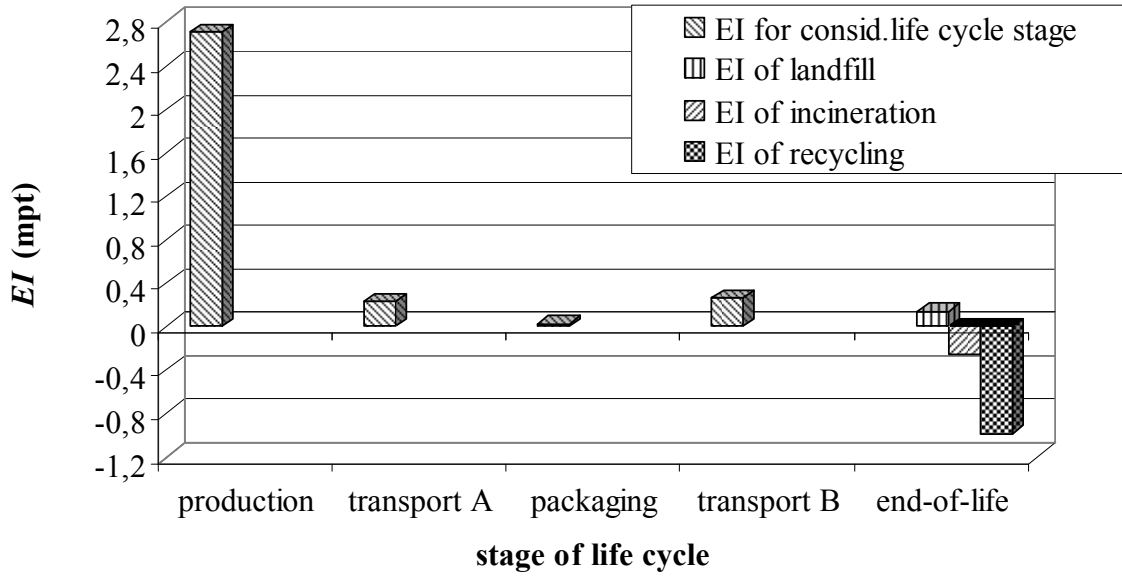 EI for consid.life cycle stage
EI of landfill
EI of incineration
EI of recycling
EI (mpt)
2,8
2,4
2
1,6
1,2
0,8
0,4
0
-0,4
-0,8
-1,2
production transport A packaging transport B end-of-life
stage of life cycle